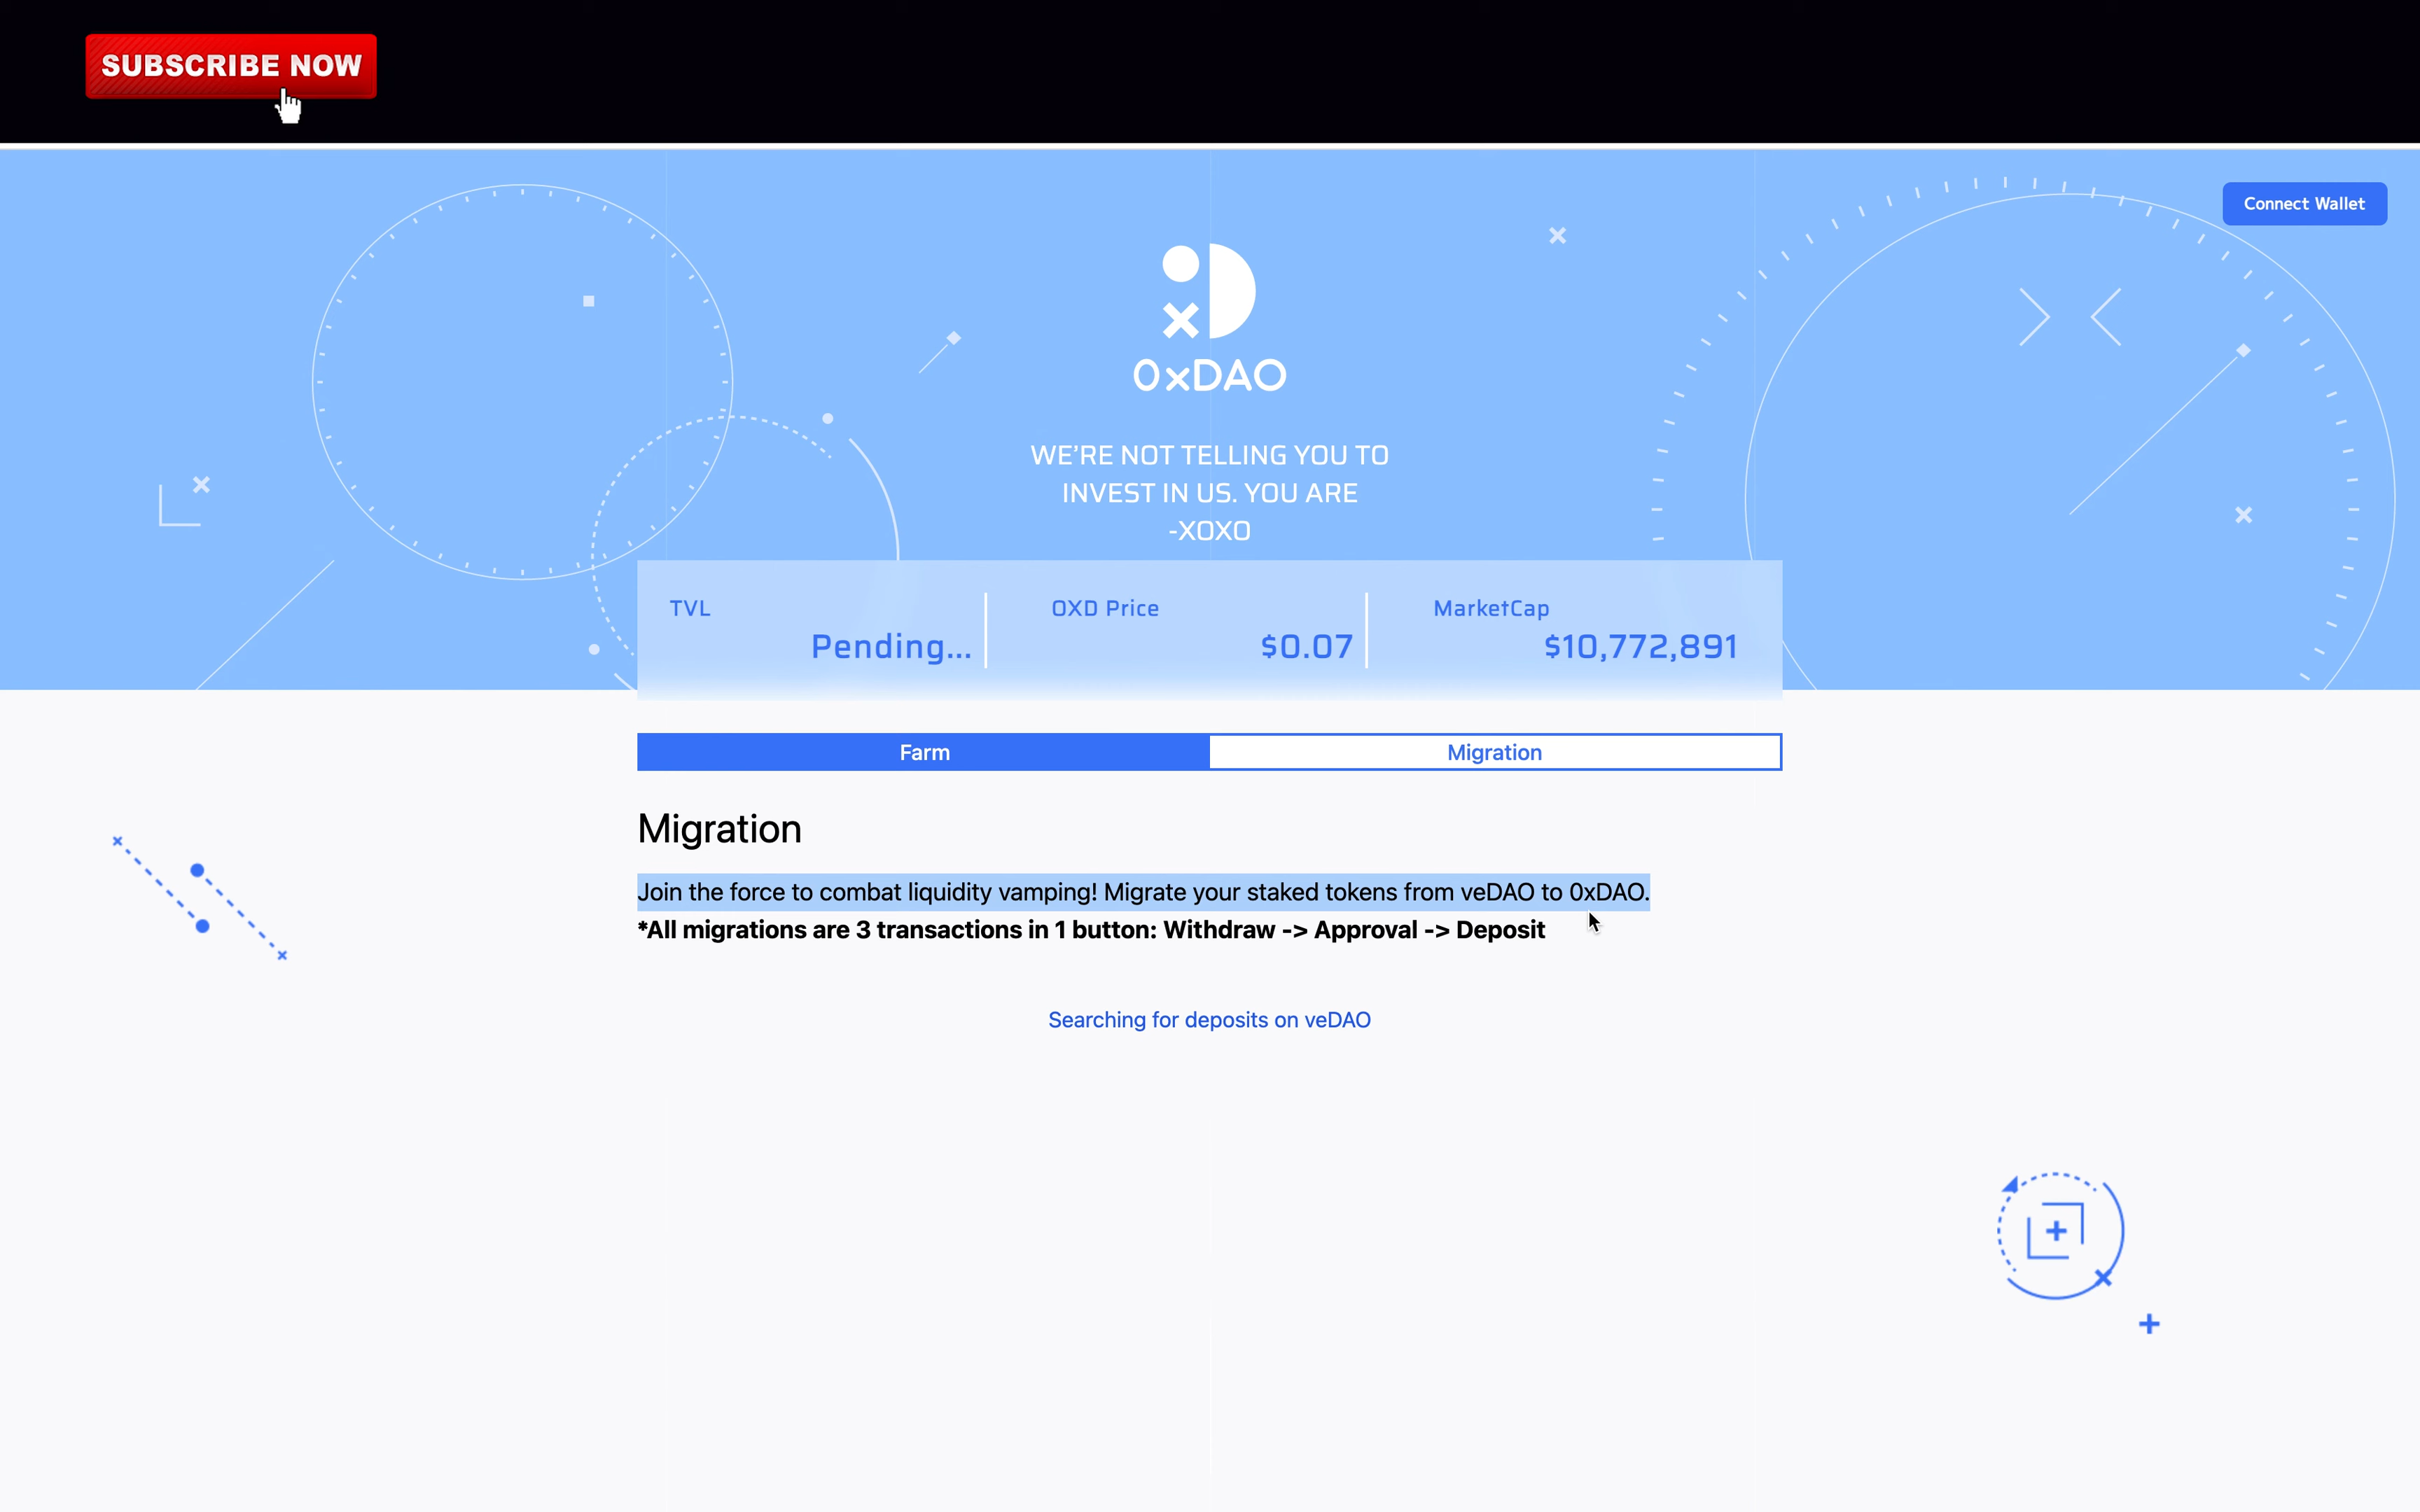 SUBSCRIBE NOW
Connect Wallet
0xDAO
WE'RE NOT TELLING YOU TO
INVEST IN US. YOU ARE
-XOXO
TVL
Pending...
OXD Price
$0.07
MarketCap
$10,772,891
Farm
Migration
Migration
Join the force to combat liquidity vamping! Migrate your staked tokens from veDAO to 0xDAO.
*All migrations are 3 transactions in 1 button: Withdraw -> Approval -> Deposit
Searching for deposits on veDAO